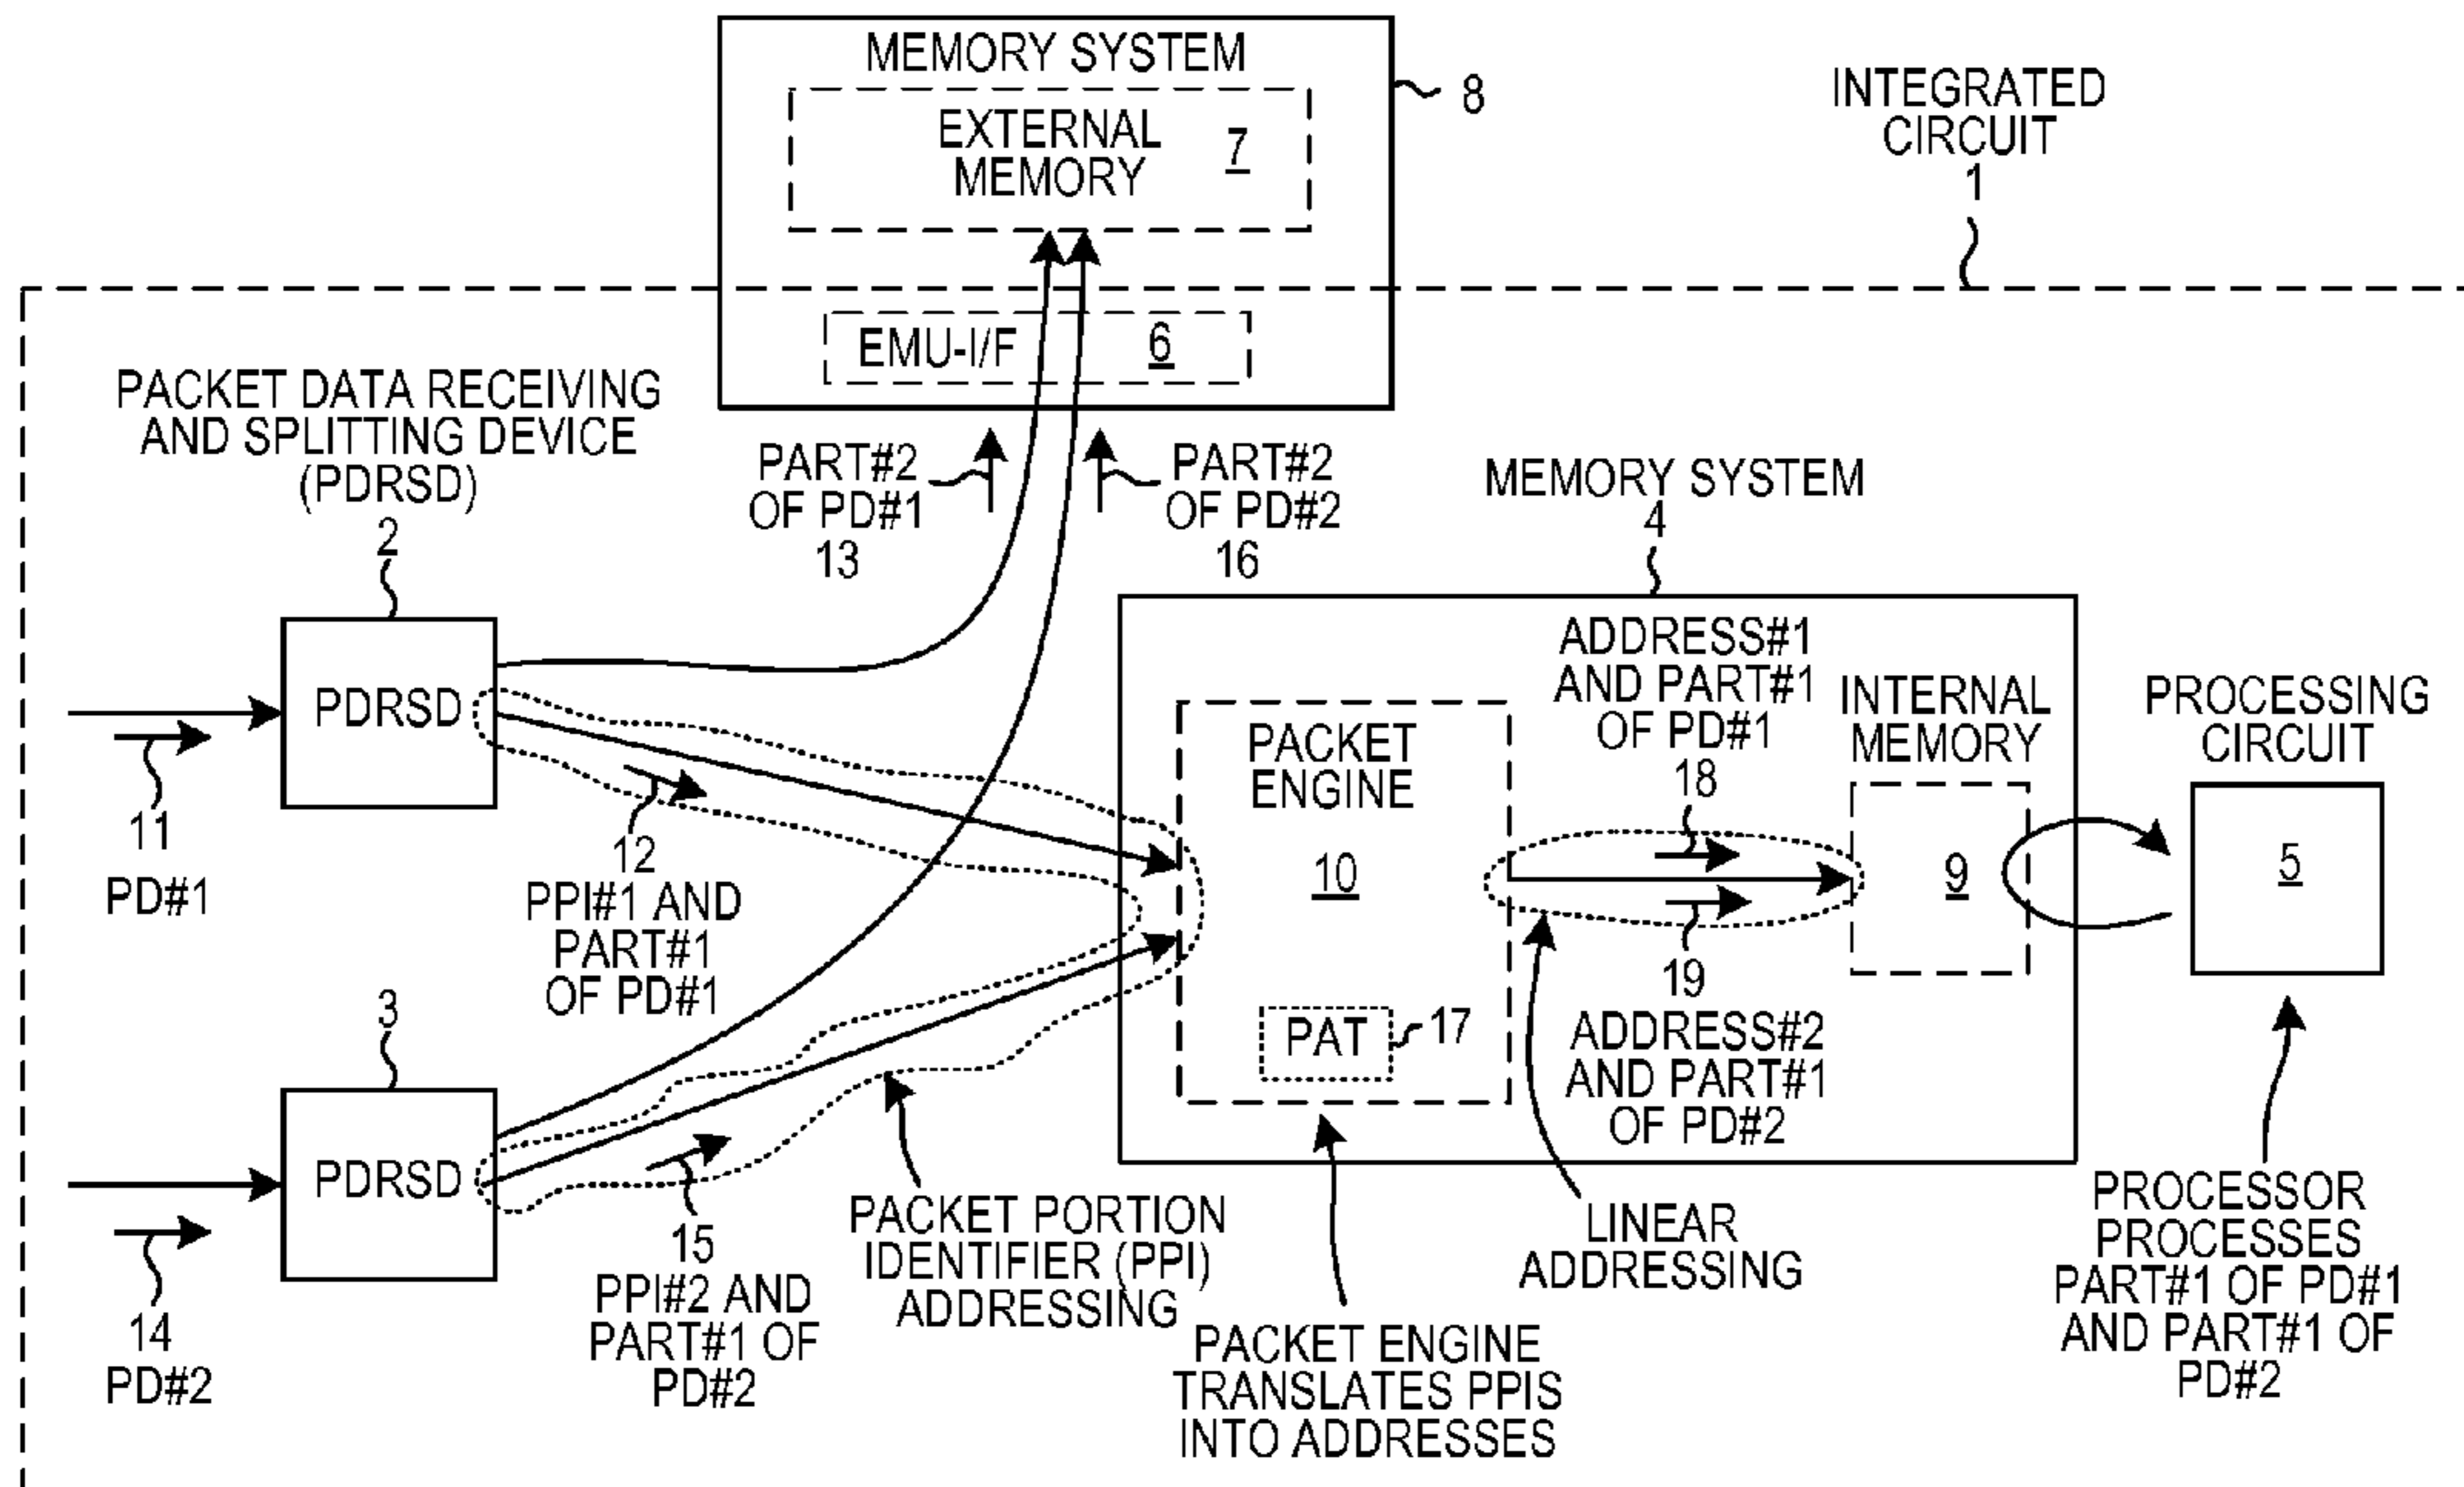 MEMORY SYSTEM
EXTERNAL
MEMORY
7
8
INTEGRATED
CIRCUIT
1
EMU-I/F
6
PACKET DATA RECEIVING
AND SPLITTING DEVICE
(PDRSD)
2
PART#2
OF PD#1
13
PART#2
OF PD#2
16
MEMORY SYSTEM
4
PDRSD
11
PD#1
12
PPI#1 AND
PART#1
OF PD#1
PACKET
ENGINE
10
PAT
17
ADDRESS#1
AND PART#1
OF PD#1
18
INTERNAL
MEMORY
9
PROCESSING
CIRCUIT
5
19
ADDRESS#2
AND PART#1
OF PD#2
3
PDRSD
14
PD#2
15
PPI#2 AND
PART#1 OF
PD#2
PACKET PORTION
IDENTIFIER (PPI)
ADDRESSING
LINEAR
ADDRESSING
PACKET ENGINE
TRANSLATES PPIS
INTO ADDRESSES
PROCESSOR
PROCESSES
PART#1 OF PD#1
AND PART#1 OF
PD#2